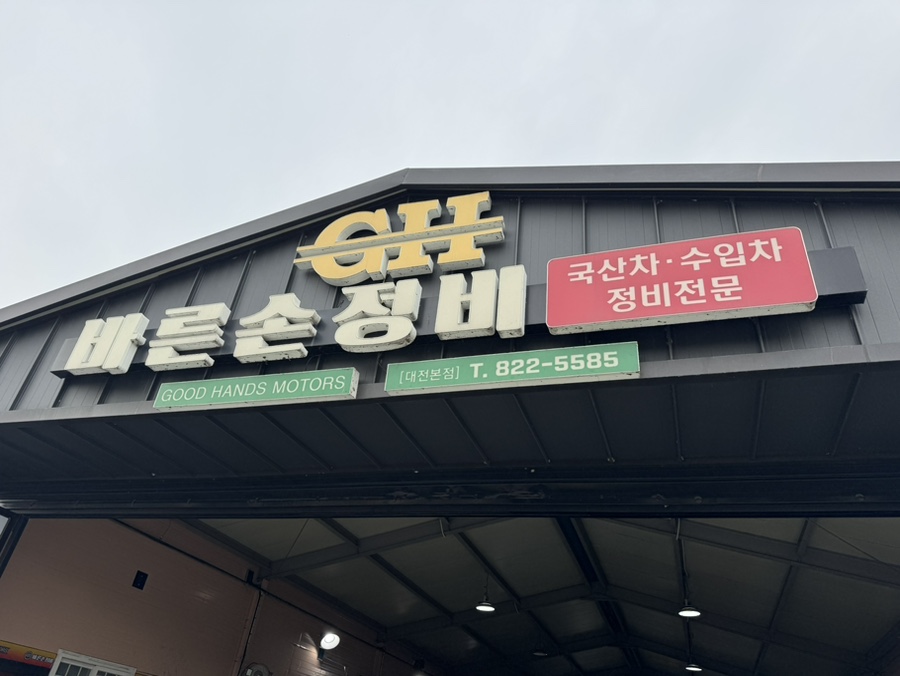 GH
바른손정비
국산차·수입차
정비전문
GOOD HANDS MOTORS
[대전본점] T. 822-5585